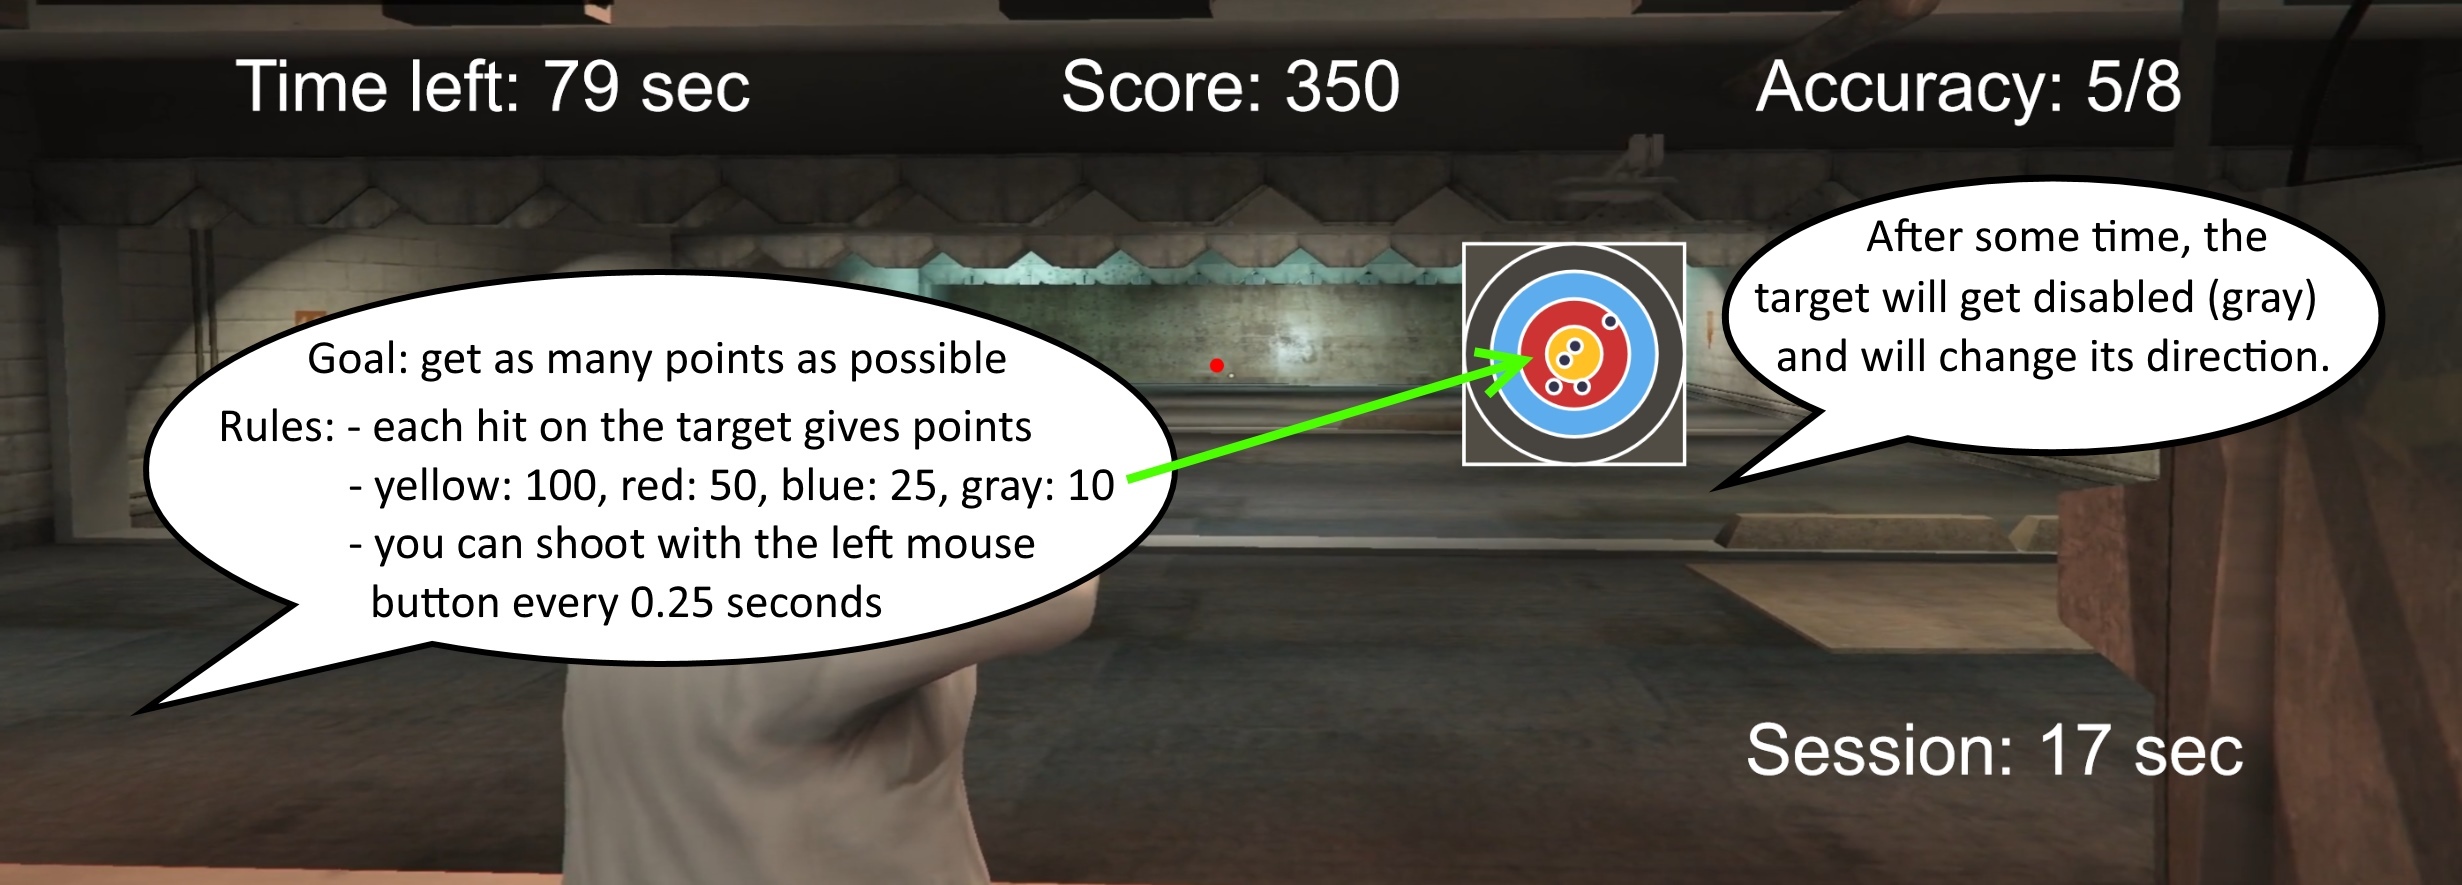 Time left: 79 sec
Score: 350
Accuracy: 5/8
Goal: get as many points as possible
Rules: - each hit on the target gives points
- yellow: 100, red: 50, blue: 25, gray: 10
- you can shoot with the left mouse
button every 0.25 seconds
After some time, the
target will get disabled (gray)
and will change its direction.
Session: 17 sec